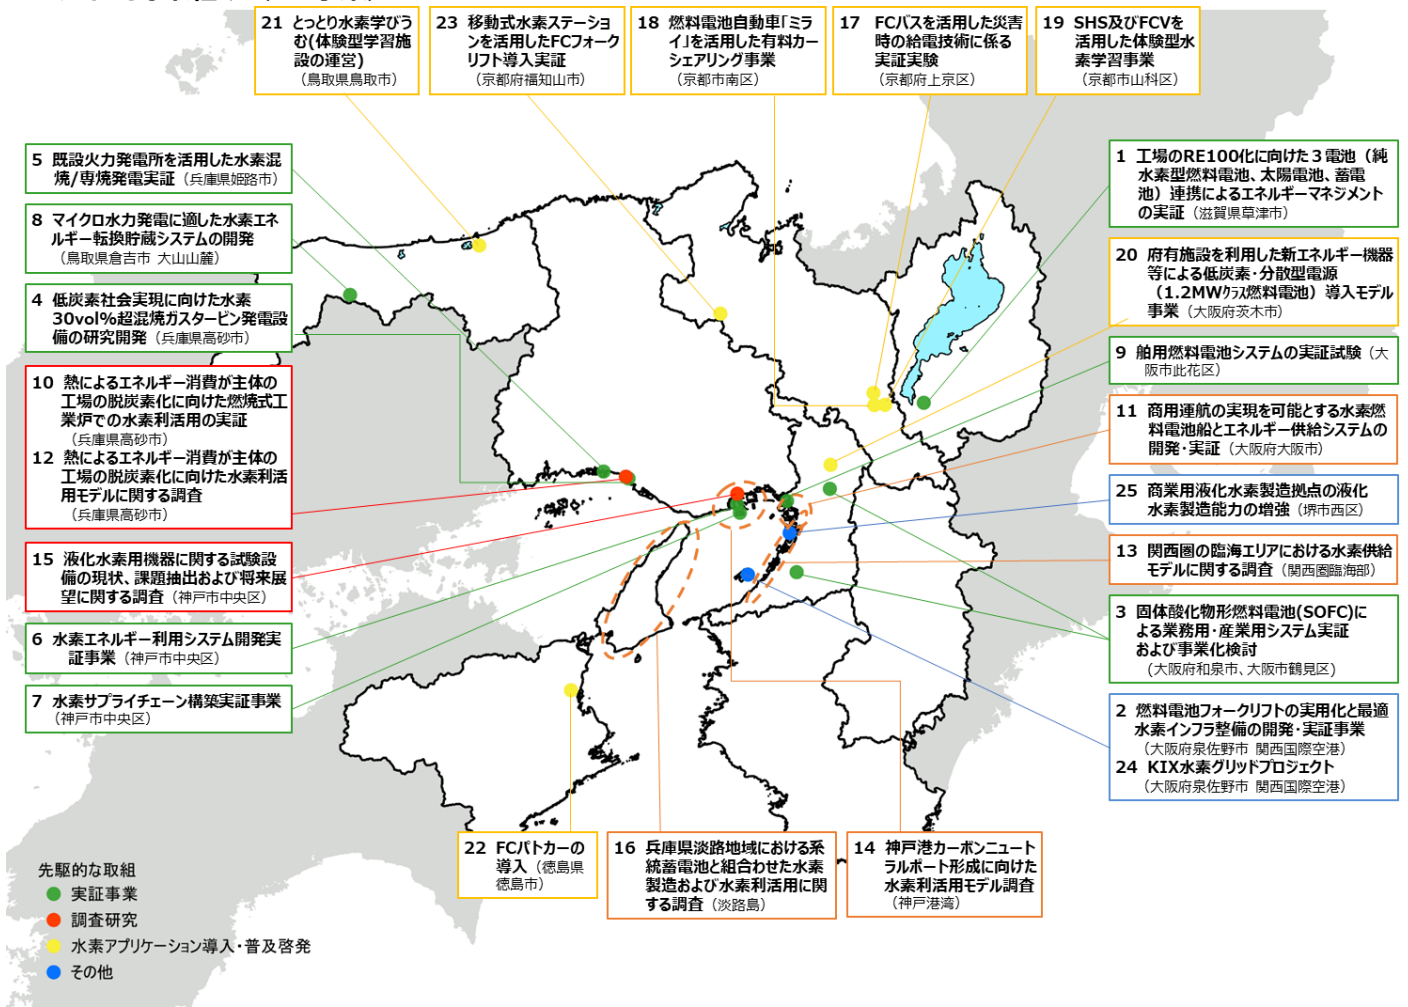 21 とっとり水素学びう
む(体験型学習施
設の運営)
（鳥取県鳥取市）
23 移動式水素ステーショ
ンを活用したFCフォーク
リフト導入実証
（京都府福知山市）
18 燃料電池自動車「ミラ
イ」を活用した有料カー
シェアリング事業
（京都市南区）
17 FCバスを活用した災害
時の給電技術に係る
実証実験
（京都府上京区）
19 SHS及びFCVを
活用した体験型水
素学習事業
（京都市山科区）
5 既設火力発電所を活用した水素混
焼/専焼発電実証（兵庫県姫路市）
8 マイクロ水力発電に適した水素エネ
ルギー転換貯蔵システムの開発
（鳥取県倉吉市 大山山麓）
4 低炭素社会実現に向けた水素
30vol%超混焼ガスタービン発電設
備の研究開発（兵庫県高砂市）
10 熱によるエネルギー消費が主体の
工場の脱炭素化に向けた燃焼式工
業炉での水素利活用の実証
（兵庫県高砂市）
12 熱によるエネルギー消費が主体の
工場の脱炭素化に向けた水素利活
用モデルに関する調査
（兵庫県高砂市）
15 液化水素用機器に関する試験設
備の現状、課題抽出および将来展
望に関する調査（神戸市中央区）
6 水素エネルギー利用システム開発実
証事業（神戸市中央区）
7 水素サプライチェーン構築実証事業
（神戸市中央区）
1 工場のRE100化に向けた３電池（純
水素型燃料電池、太陽電池、蓄電
池）連携によるエネルギーマネジメント
の実証（滋賀県草津市）
20 府有施設を利用した新エネルギー機器
等による低炭素・分散型電源
（1.2MWｸﾗｽ燃料電池）導入モデル
事業（大阪府茨木市）
9 舶用燃料電池システムの実証試験（大
阪市此花区）
11 商用運航の実現を可能とする水素燃
料電池船とエネルギー供給システムの
開発・実証（大阪府大阪市）
25 商業用液化水素製造拠点の液化
水素製造能力の増強（堺市西区）
13 関西圏の臨海エリアにおける水素供給
モデルに関する調査（関西圏臨海部）
3 固体酸化物形燃料電池(SOFC)に
よる業務用・産業用システム実証
および事業化検討
（大阪府和泉市、大阪市鶴見区）
2 燃料電池フォークリフトの実用化と最適
水素インフラ整備の開発・実証事業
（大阪府泉佐野市 関西国際空港）
24 KIX水素グリッドプロジェクト
（大阪府泉佐野市 関西国際空港）
22 FCパトカーの
導入（徳島県
徳島市）
16 兵庫県淡路地域における系
統蓄電池と組合わせた水素
製造および水素利活用に関
する調査（淡路島）
14 神戸港カーボンニュート
ラルポート形成に向けた
水素利活用モデル調査
（神戸港湾）
先駆的な取組
実証事業
調査研究
水素アプリケーション導入・普及啓発
その他